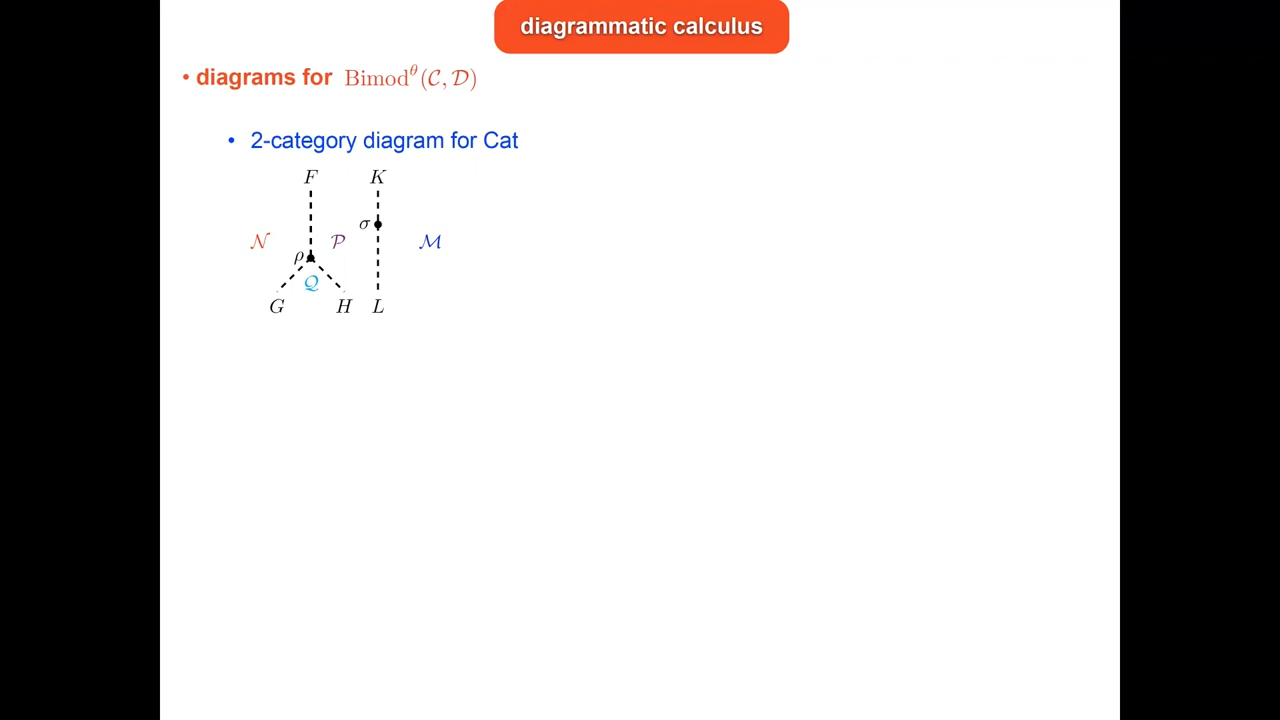 diagrammatic calculus
• diagrams for Bimod^θ(𝒞, 𝒟)
• 2-category diagram for Cat
F K
σ
𝒩 𝒫 ℳ
ρ
𝒬
G H L